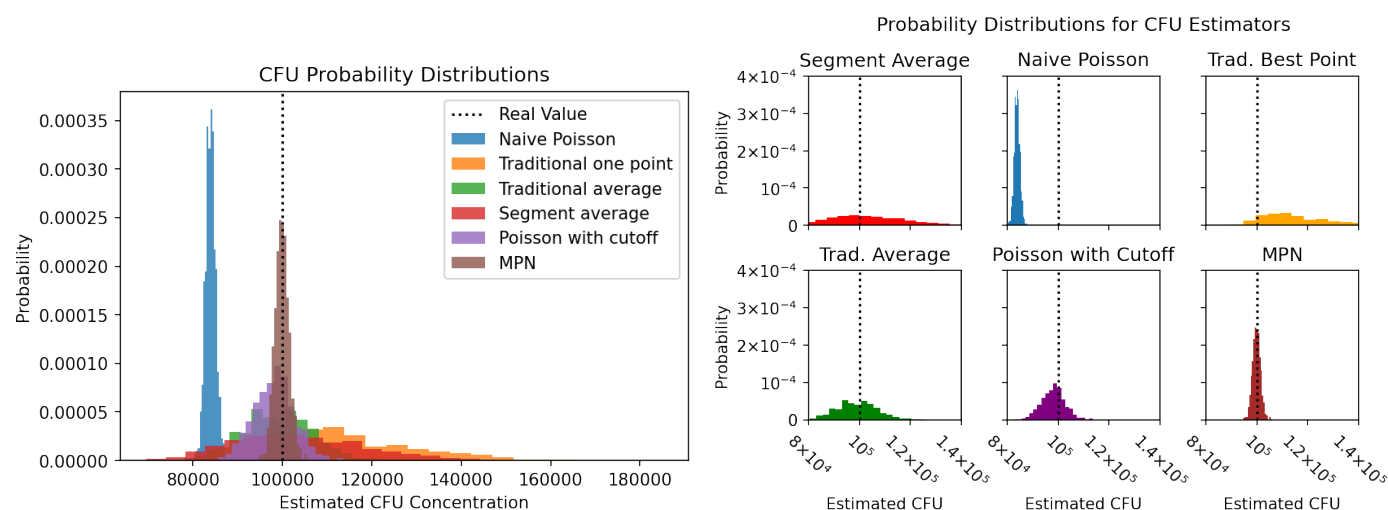 CFU Probability Distributions
Probability
0.00035
0.00030
0.00025
0.00020
0.00015
0.00010
0.00005
0.00000
80000 100000 120000 140000 160000 180000
Estimated CFU Concentration
Real Value
Naive Poisson
Traditional one point
Traditional average
Segment average
Poisson with cutoff
MPN
Probability Distributions for CFU Estimators
Segment Average Naive Poisson Trad. Best Point
Probability
4×10⁻⁴
3×10⁻⁴
2×10⁻⁴
10⁻⁴
0
Trad. Average Poisson with Cutoff MPN
Probability
4×10⁻⁴
3×10⁻⁴
2×10⁻⁴
10⁻⁴
0
8×10⁴ 10⁵ 1.2×10⁵ 1.4×10⁵ 8×10⁴ 10⁵ 1.2×10⁵ 1.4×10⁵ 8×10⁴ 10⁵ 1.2×10⁵ 1.4×10⁵
Estimated CFU Estimated CFU Estimated CFU